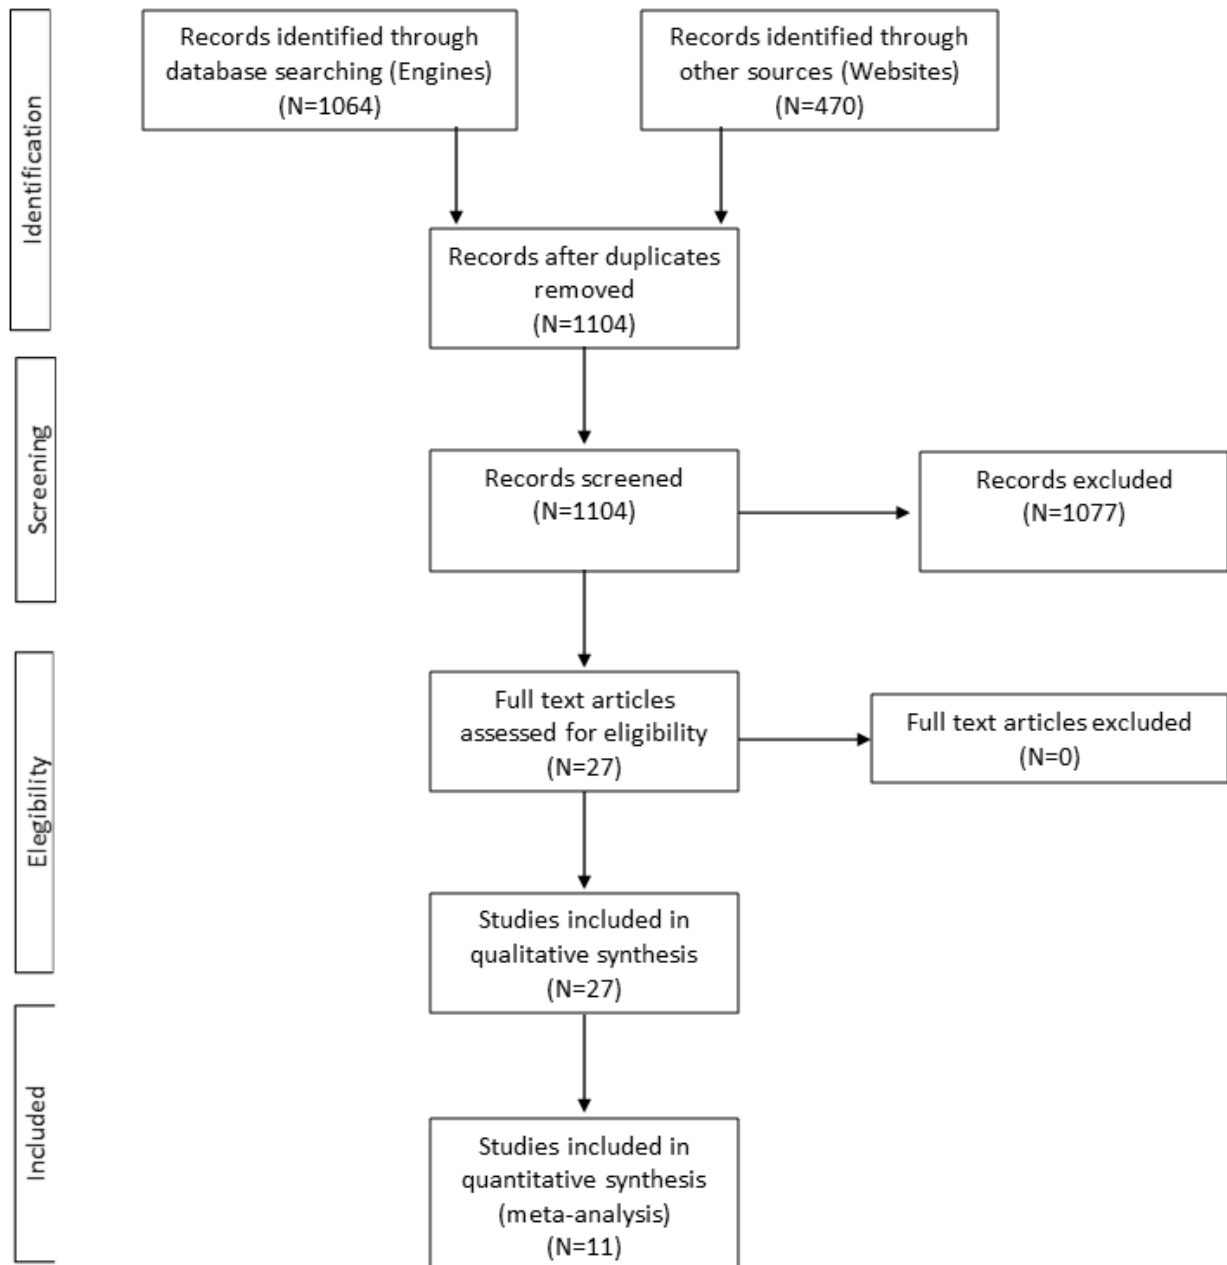 Identification
Records identified through
database searching (Engines)
(N=1064)
Records identified through
other sources (Websites)
(N=470)
Records after duplicates
removed
(N=1104)
Screening
Records screened
(N=1104)
Records excluded
(N=1077)
Elegibility
Full text articles
assessed for eligibility
(N=27)
Full text articles excluded
(N=0)
Studies included in
qualitative synthesis
(N=27)
Included
Studies included in
quantitative synthesis
(meta-analysis)
(N=11)